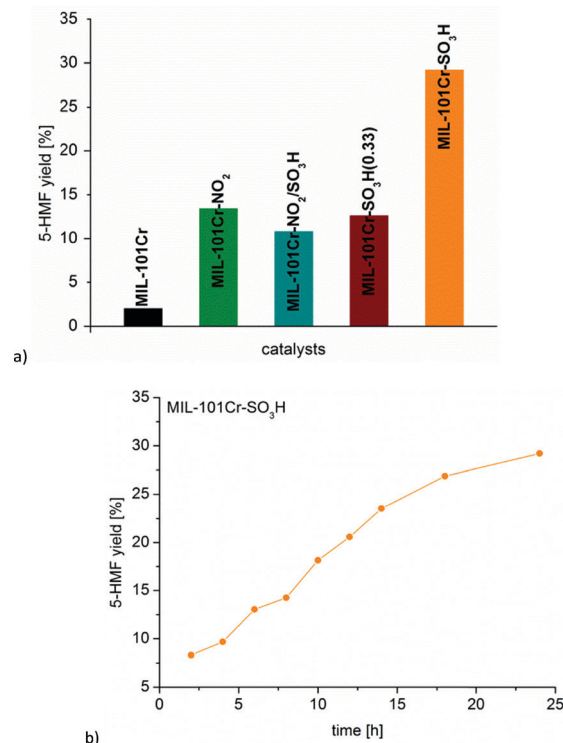 35
30
25
20
15
10
5
0
5-HMF yield [%]
MIL-101Cr
MIL-101Cr-NO₂
MIL-101Cr-NO₂/SO₃H
MIL-101Cr-SO₃H(0.33)
MIL-101Cr-SO₃H
catalysts
a)
MIL-101Cr-SO₃H
35
30
25
20
15
10
5
5-HMF yield [%]
0 5 10 15 20 25
time [h]
b)